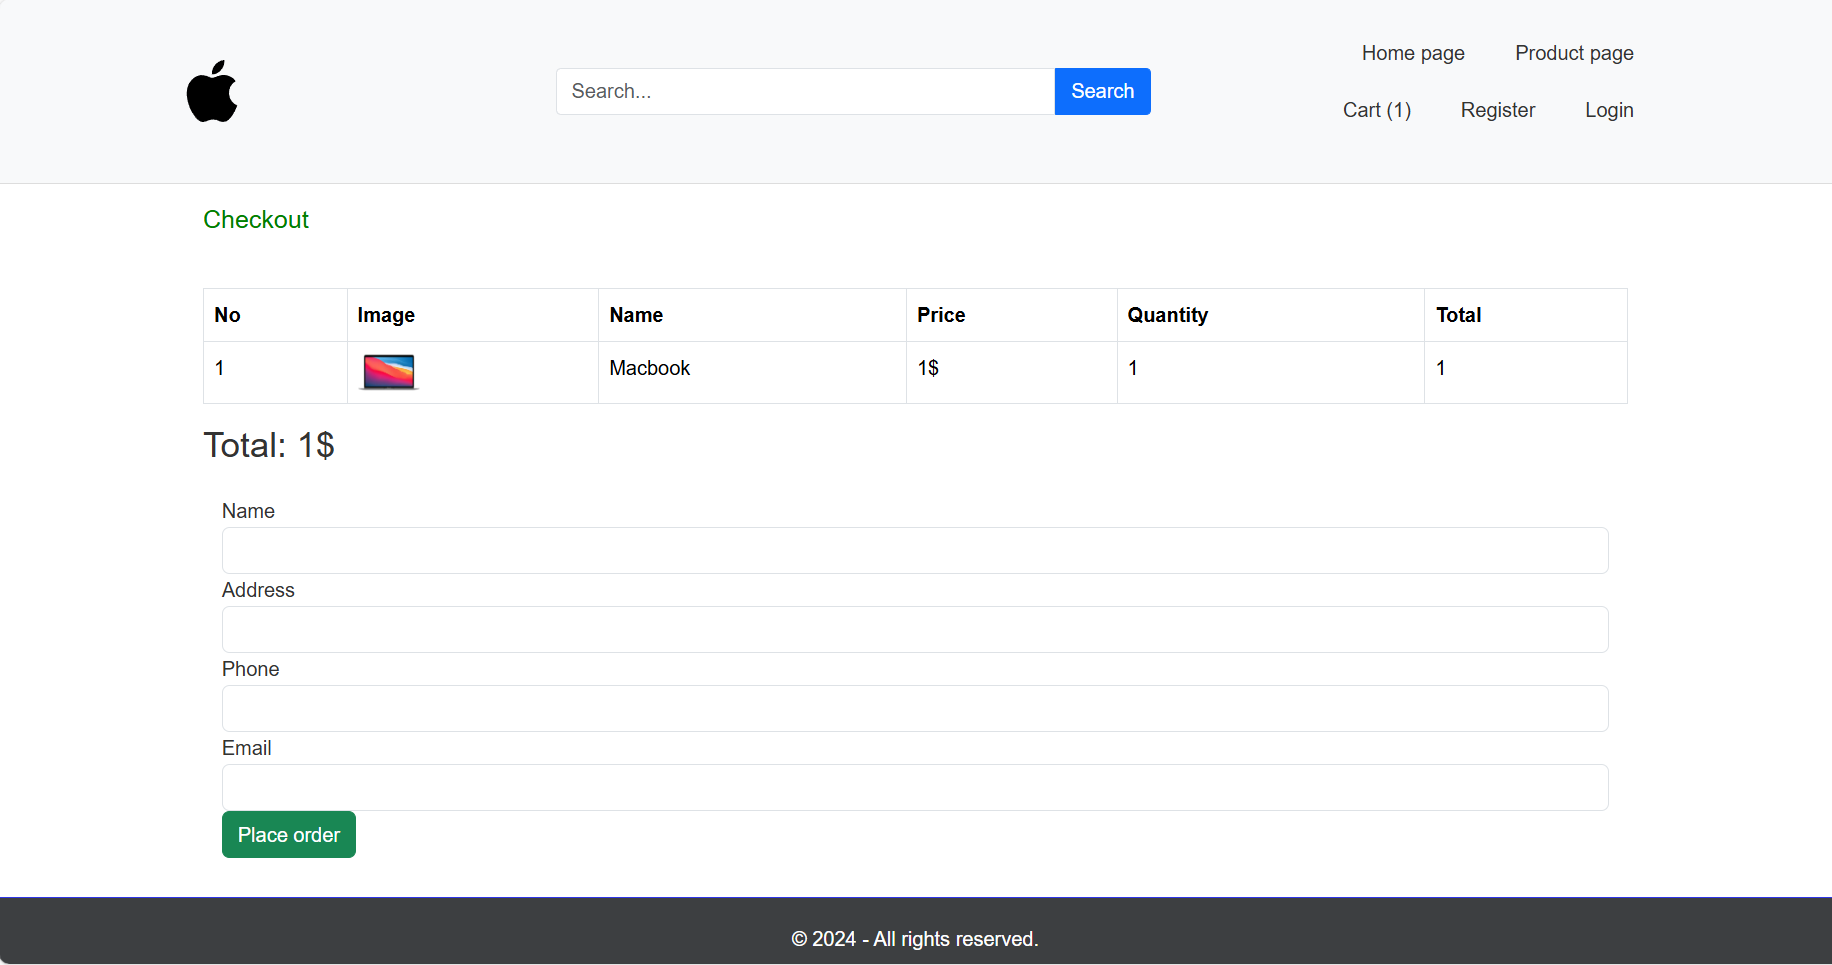 Home page Product page
Search... Search
Cart (1) Register Login
Checkout
No Image Name Price Quantity Total
1 Macbook 1$ 1 1
Total: 1$
Name
Address
Phone
Email
Place order
© 2024 - All rights reserved.